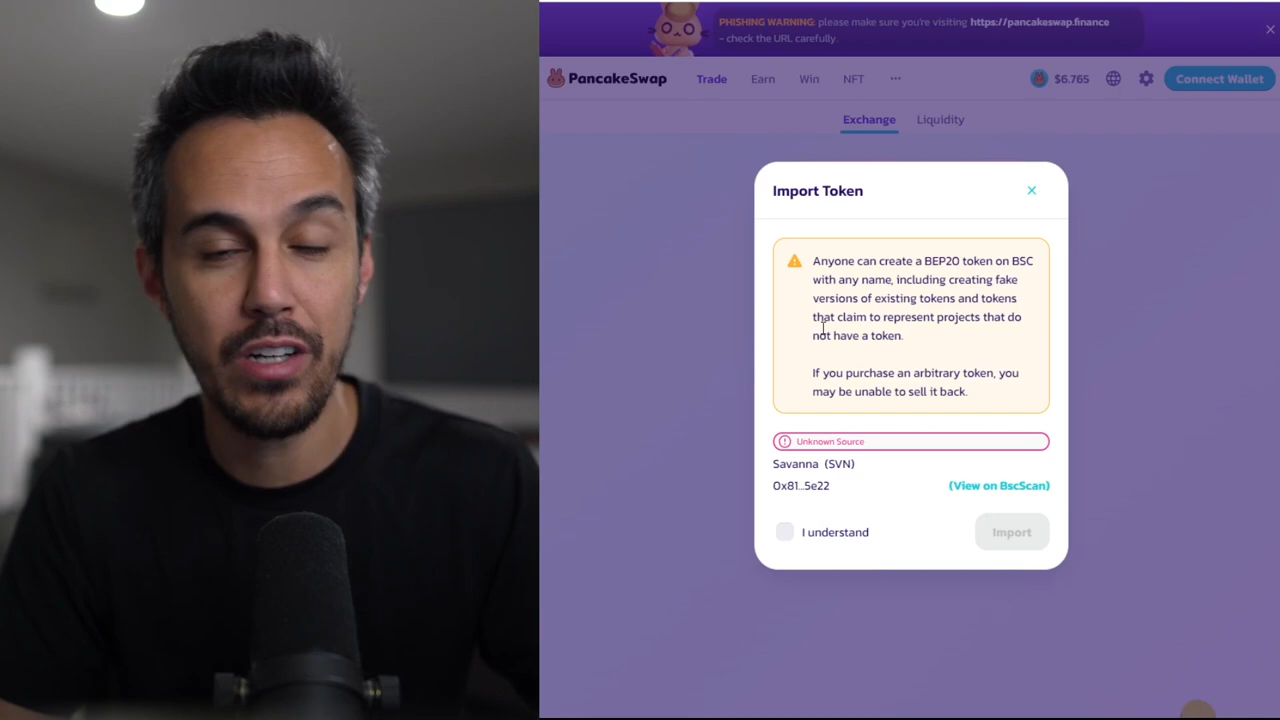 PHISHING WARNING: please make sure you're visiting https://pancakeswap.finance
- check the URL carefully.
PancakeSwap Trade Earn Win NFT ... $6.765 Connect Wallet
Exchange Liquidity
Import Token
Anyone can create a BEP20 token on BSC
with any name, including creating fake
versions of existing tokens and tokens
that claim to represent projects that do
not have a token.
If you purchase an arbitrary token, you
may be unable to sell it back.
Unknown Source
Savanna (SVN)
0x81...5e22 (View on BscScan)
I understand Import